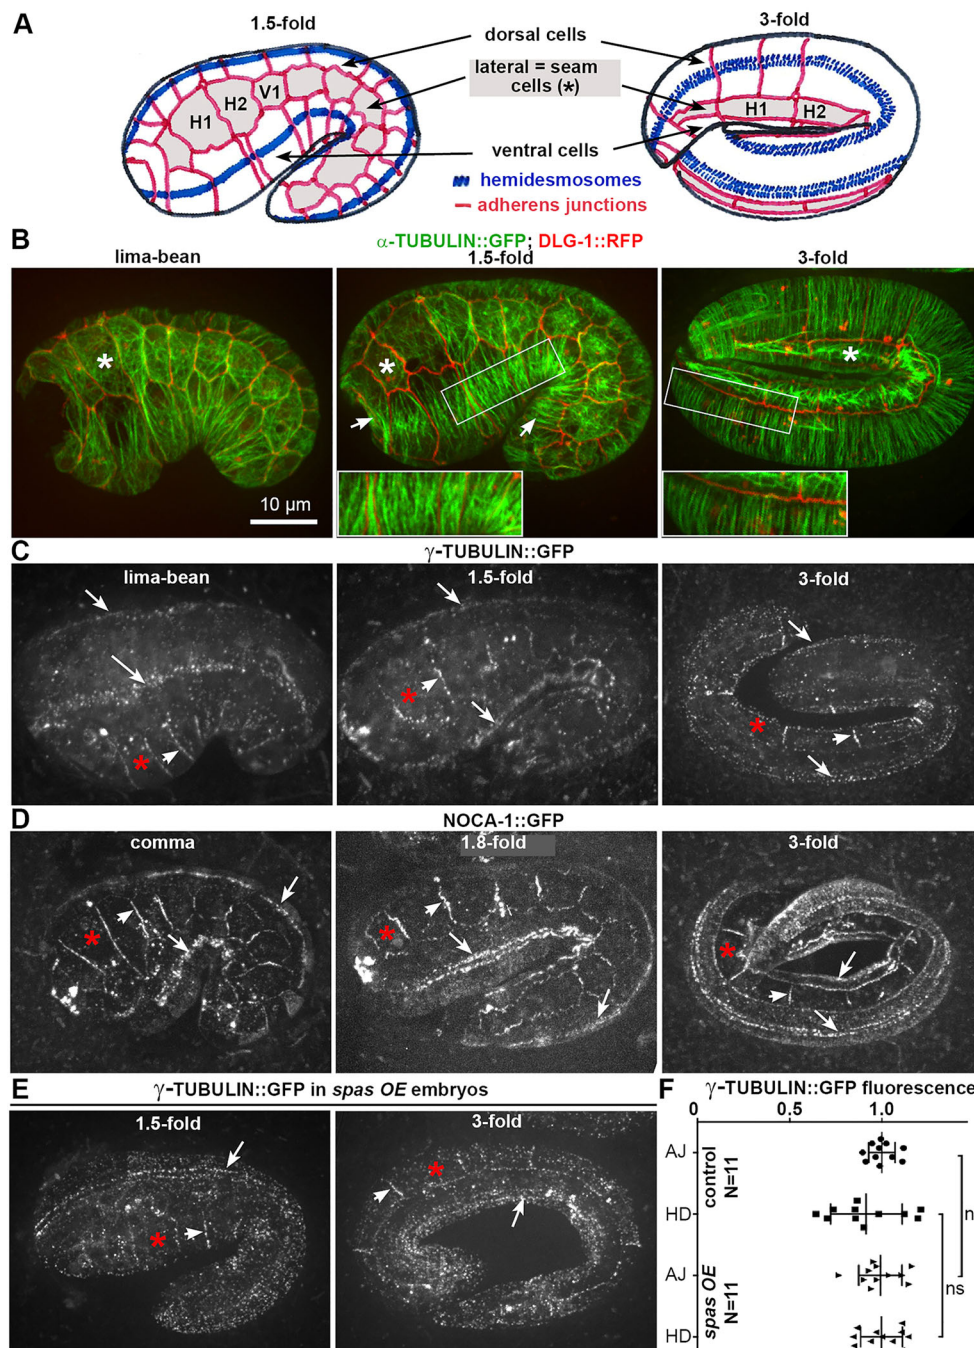 A
1.5-fold
3-fold
dorsal cells
lateral = seam
cells (*)
V1
H2
H1
H1
H2
ventral cells
hemidesmosomes
adherens junctions
B
α-TUBULIN::GFP; DLG-1::RFP
lima-bean
1.5-fold
3-fold
*
*
*
10 µm
C
γ-TUBULIN::GFP
lima-bean
1.5-fold
3-fold
*
*
*
D
NOCA-1::GFP
comma
1.8-fold
3-fold
*
*
*
E
γ-TUBULIN::GFP in spas OE embryos
1.5-fold
3-fold
*
*
F
γ-TUBULIN::GFP fluorescence
0
0.5
1.0
AJ
HD
control
N=11
AJ
HD
spas OE
N=11
n
ns